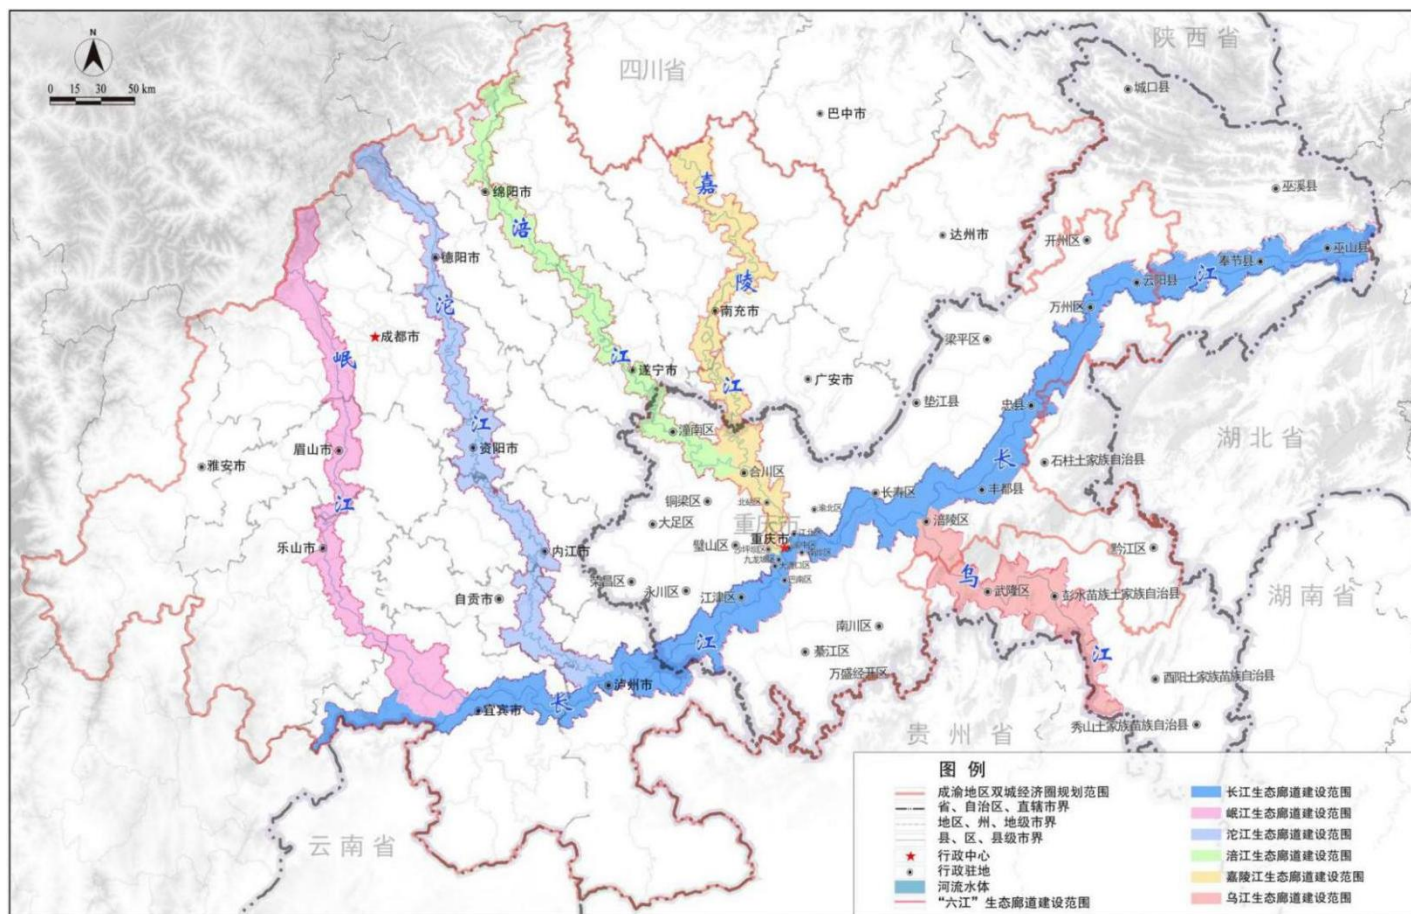 N
0 15 30 50 km
陕西省
四川省
城口县
巴中市
巫溪县
绵阳市
嘉
涪
达州市
开州区
巫山县
奉节县
江
云阳县
德阳市
陵
沱
万州区
南充市
成都市
梁平区
岷
江
遂宁市
江
广安市
垫江县
忠县
江
潼南区
湖北省
资阳市
眉山市
长
石柱土家族自治县
雅安市
合川区
丰都县
长寿区
铜梁区
北碚区
江
渝北区
大足区
重庆市
涪陵区
重庆市
璧山区
乐山市
内江市
沙坪坝区
黔江区
九龙坡区
巴南区
荣昌区
永川区
江津区
自贡市
乌
武隆区
彭水苗族土家族自治县
湖南省
南川区
江
綦江区
江
万盛经开区
酉阳土家族苗族自治县
泸州市
长
宜宾市
贵州省
秀山土家族苗族自治县
云南省
图例
成渝地区双城经济圈规划范围
省、自治区、直辖市界
地区、州、地级市界
县、区、县级市界
行政中心
行政驻地
河流水体
“六江”生态廊道建设范围
长江生态廊道建设范围
岷江生态廊道建设范围
沱江生态廊道建设范围
涪江生态廊道建设范围
嘉陵江生态廊道建设范围
乌江生态廊道建设范围